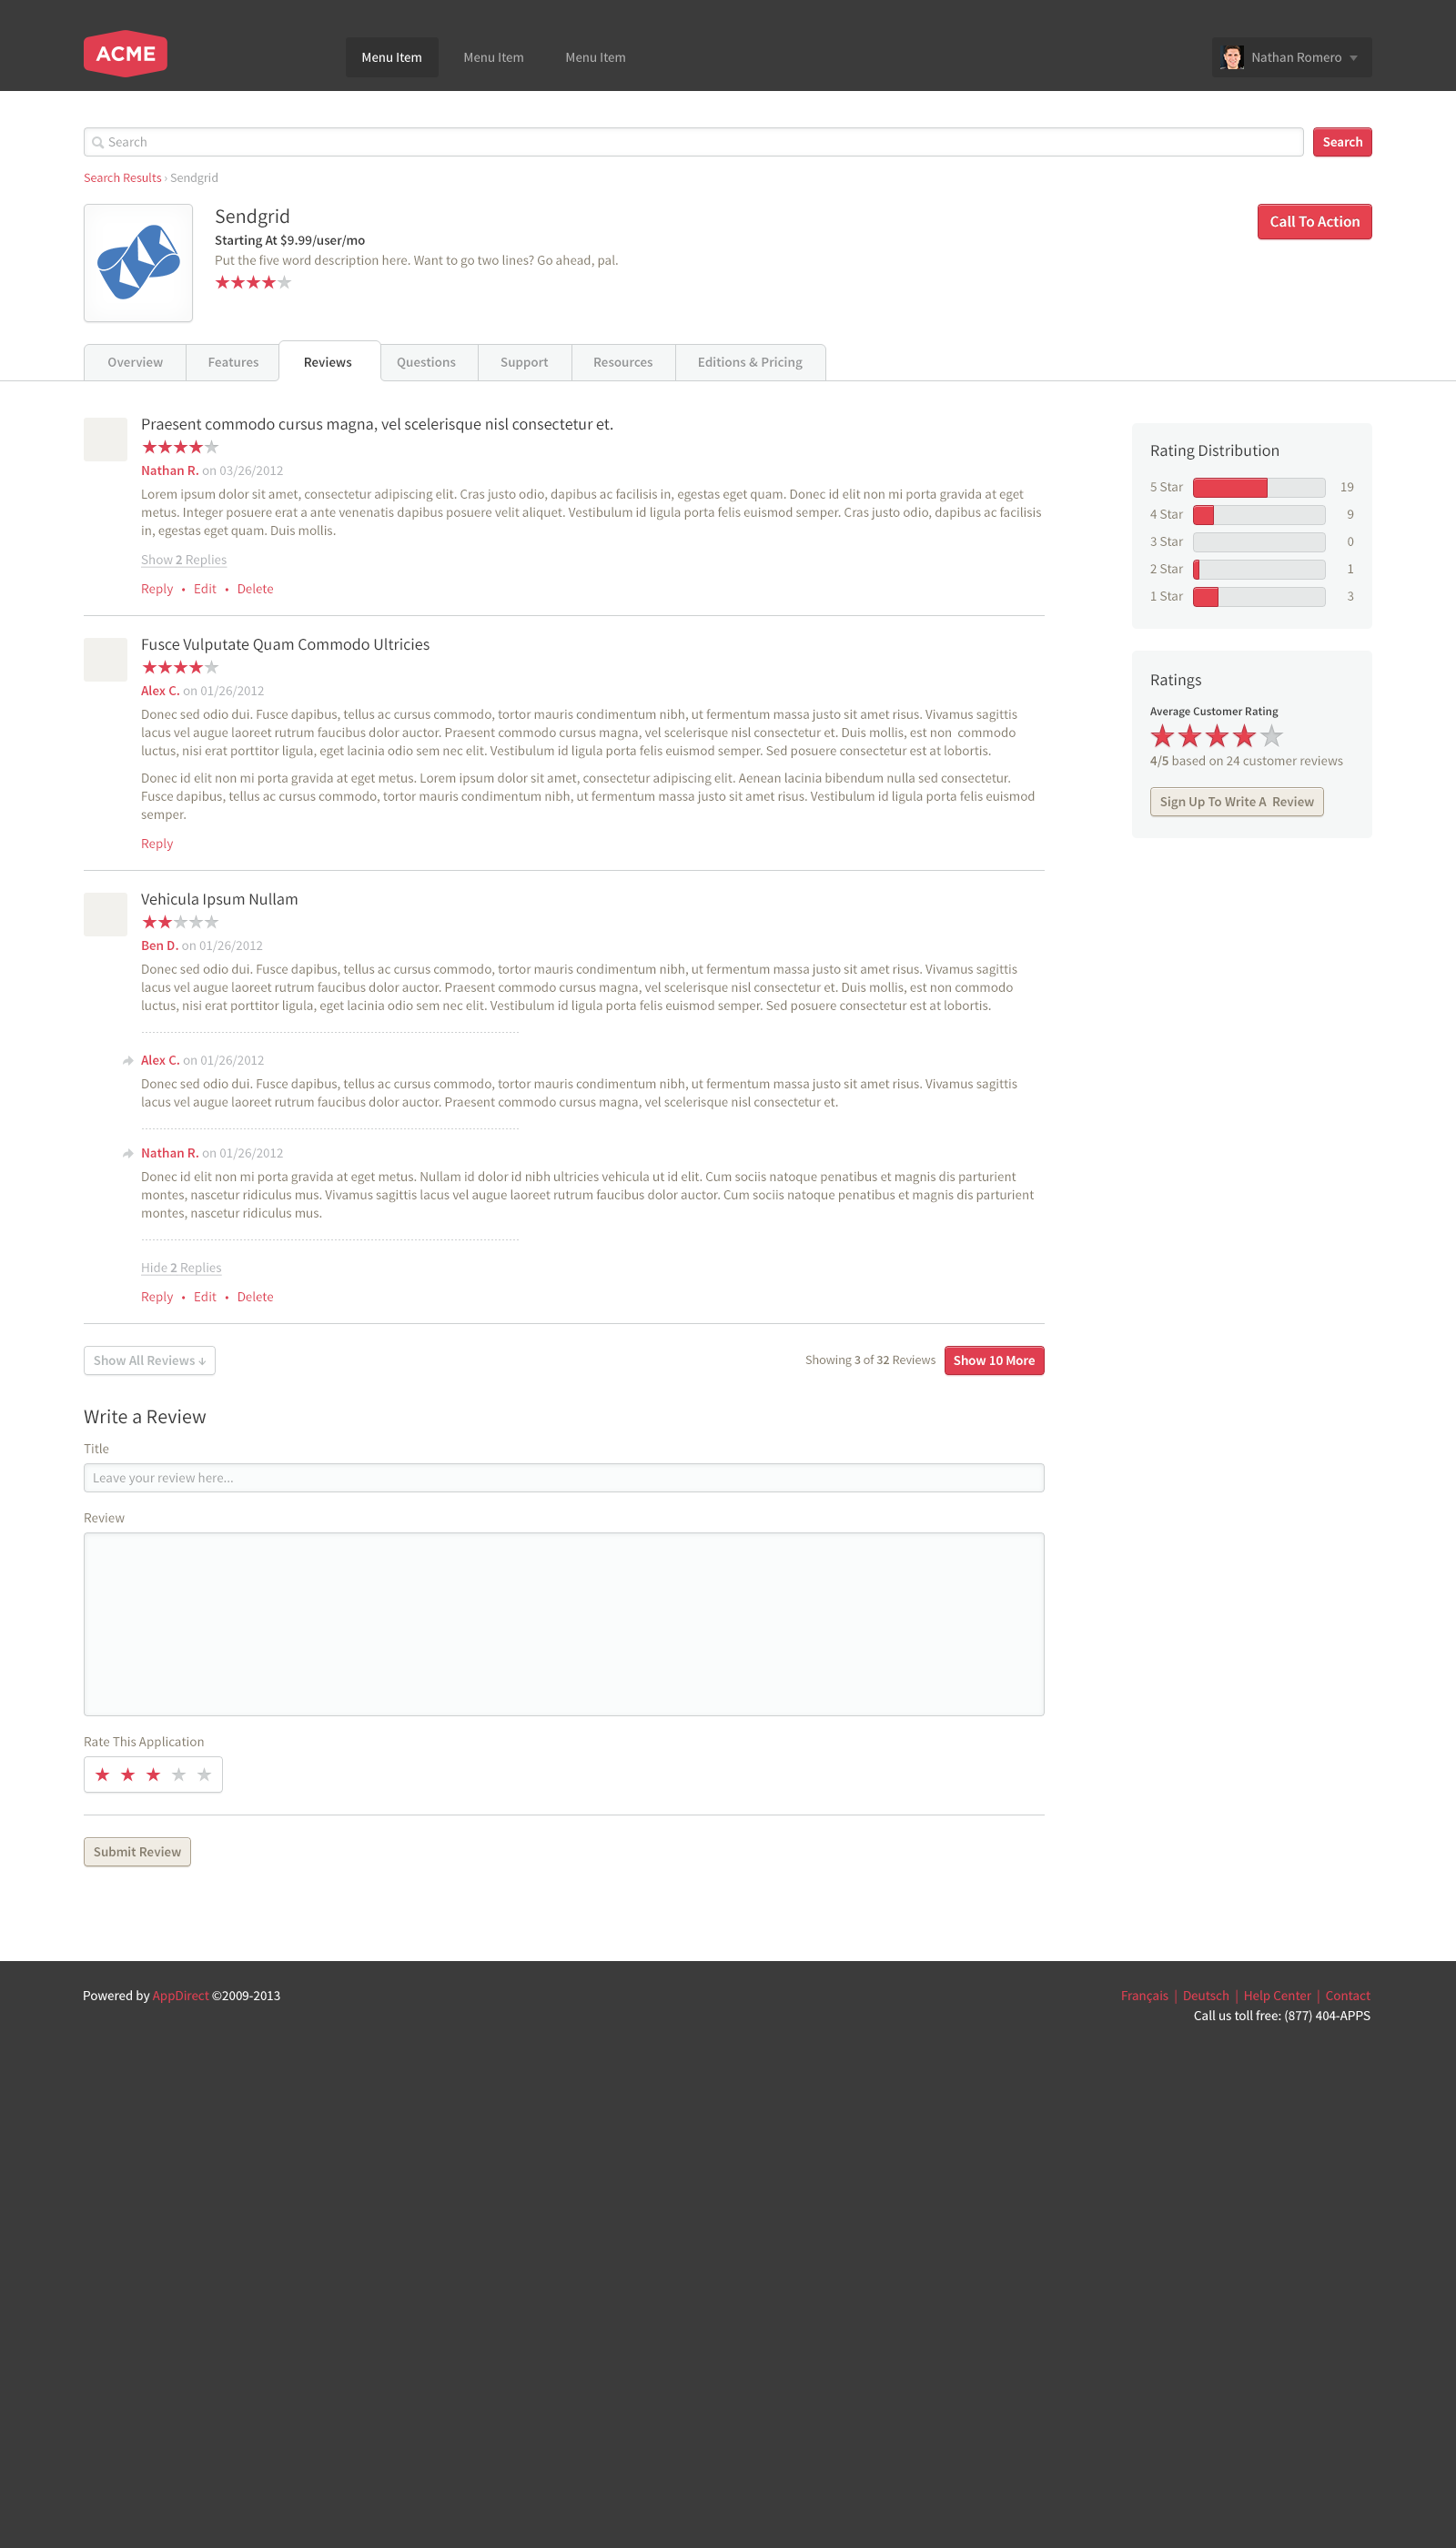 ACME
Menu Item
Menu Item
Menu Item
Nathan Romero
Search
Search
Search Results › Sendgrid
Sendgrid
Starting At $9.99/user/mo
Put the five word description here. Want to go two lines? Go ahead, pal.
Call To Action
Overview
Features
Reviews
Questions
Support
Resources
Editions & Pricing
Praesent commodo cursus magna, vel scelerisque nisl consectetur et.
Nathan R. on 03/26/2012
Lorem ipsum dolor sit amet, consectetur adipiscing elit. Cras justo odio, dapibus ac facilisis in, egestas eget quam. Donec id elit non mi porta gravida at eget
metus. Integer posuere erat a ante venenatis dapibus posuere velit aliquet. Vestibulum id ligula porta felis euismod semper. Cras justo odio, dapibus ac facilisis
in, egestas eget quam. Duis mollis.
Show 2 Replies
Reply • Edit • Delete
Fusce Vulputate Quam Commodo Ultricies
Alex C. on 01/26/2012
Donec sed odio dui. Fusce dapibus, tellus ac cursus commodo, tortor mauris condimentum nibh, ut fermentum massa justo sit amet risus. Vivamus sagittis
lacus vel augue laoreet rutrum faucibus dolor auctor. Praesent commodo cursus magna, vel scelerisque nisl consectetur et. Duis mollis, est non  commodo
luctus, nisi erat porttitor ligula, eget lacinia odio sem nec elit. Vestibulum id ligula porta felis euismod semper. Sed posuere consectetur est at lobortis.
Donec id elit non mi porta gravida at eget metus. Lorem ipsum dolor sit amet, consectetur adipiscing elit. Aenean lacinia bibendum nulla sed consectetur.
Fusce dapibus, tellus ac cursus commodo, tortor mauris condimentum nibh, ut fermentum massa justo sit amet risus. Vestibulum id ligula porta felis euismod
semper.
Reply
Vehicula Ipsum Nullam
Ben D. on 01/26/2012
Donec sed odio dui. Fusce dapibus, tellus ac cursus commodo, tortor mauris condimentum nibh, ut fermentum massa justo sit amet risus. Vivamus sagittis
lacus vel augue laoreet rutrum faucibus dolor auctor. Praesent commodo cursus magna, vel scelerisque nisl consectetur et. Duis mollis, est non commodo
luctus, nisi erat porttitor ligula, eget lacinia odio sem nec elit. Vestibulum id ligula porta felis euismod semper. Sed posuere consectetur est at lobortis.
Alex C. on 01/26/2012
Donec sed odio dui. Fusce dapibus, tellus ac cursus commodo, tortor mauris condimentum nibh, ut fermentum massa justo sit amet risus. Vivamus sagittis
lacus vel augue laoreet rutrum faucibus dolor auctor. Praesent commodo cursus magna, vel scelerisque nisl consectetur et.
Nathan R. on 01/26/2012
Donec id elit non mi porta gravida at eget metus. Nullam id dolor id nibh ultricies vehicula ut id elit. Cum sociis natoque penatibus et magnis dis parturient
montes, nascetur ridiculus mus. Vivamus sagittis lacus vel augue laoreet rutrum faucibus dolor auctor. Cum sociis natoque penatibus et magnis dis parturient
montes, nascetur ridiculus mus.
Hide 2 Replies
Reply • Edit • Delete
Show All Reviews ↓
Showing 3 of 32 Reviews
Show 10 More
Rating Distribution
5 Star 19
4 Star 9
3 Star 0
2 Star 1
1 Star 3
Ratings
Average Customer Rating
4/5 based on 24 customer reviews
Sign Up To Write A  Review
Write a Review
Title
Leave your review here...
Review
Rate This Application
Submit Review
Powered by AppDirect ©2009-2013
Français | Deutsch | Help Center | Contact
Call us toll free: (877) 404-APPS